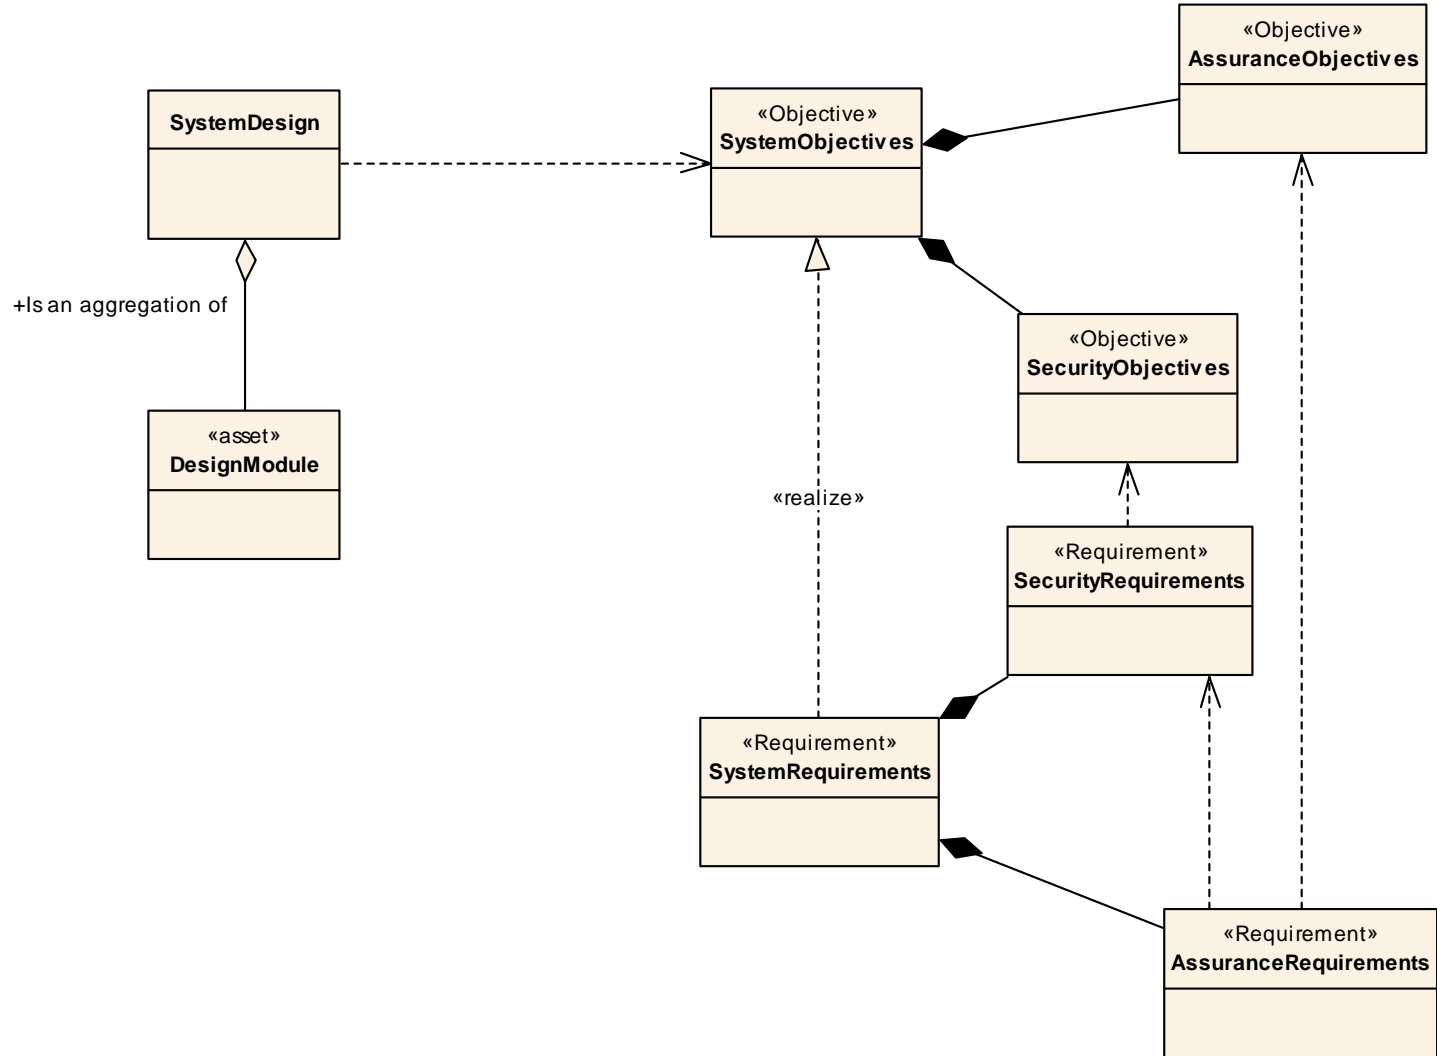 «Objective»
AssuranceObjectives
SystemDesign
«Objective»
SystemObjectives
+Is an aggregation of
«Objective»
SecurityObjectives
«asset»
DesignModule
«realize»
«Requirement»
SecurityRequirements
«Requirement»
SystemRequirements
«Requirement»
AssuranceRequirements